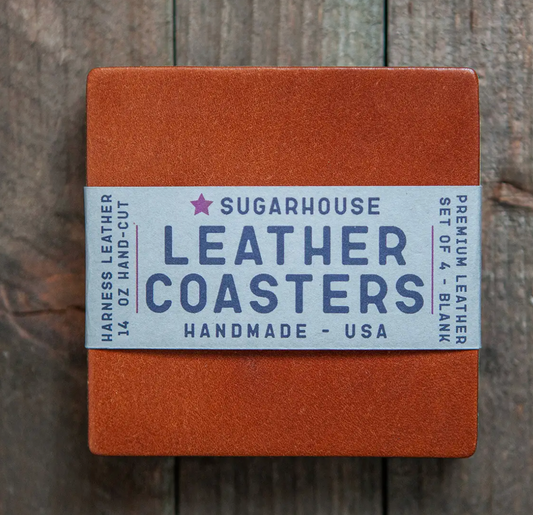 HARNESS LEATHER
14 OZ HAND-CUT
SUGARHOUSE
LEATHER
COASTERS
HANDMADE - USA
PREMIUM LEATHER
SET OF 4 - BLANK